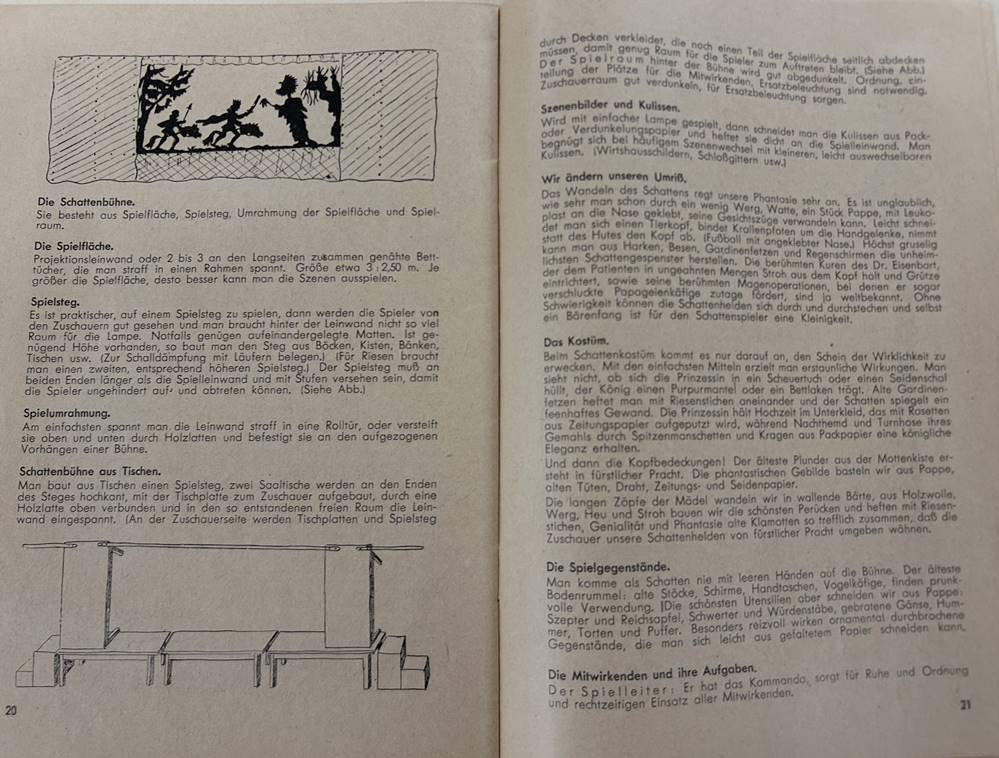 Die Schattenbühne.
Sie besteht aus Spielfläche, Spielsteg, Umrahmung der Spielfläche und Spiel-
raum.
Die Spielfläche.
Projektionsleinwand oder 2 bis 3 an den Langseiten zusammen genähte Bett-
tücher, die man straff in einen Rahmen spannt. Größe etwa 3 : 2,50 m. Je
größer die Spielfläche, desto besser kann man die Szenen ausspielen.
Spielsteg.
Es ist praktischer, auf einem Spielsteg zu spielen, dann werden die Spieler von
den Zuschauern gut gesehen und man braucht hinter der Leinwand nicht so viel
Raum für die Lampe. Notfalls genügen aufeinandergelegte Matten. Ist ge-
nügend Höhe vorhanden, so baut man den Steg aus Böcken, Kisten, Bänken,
Tischen usw. (Zur Schalldämpfung mit Läufern belegen.) (Für Riesen braucht
man einen zweiten, entsprechend höheren Spielsteg.) Der Spielsteg muß an
beiden Enden länger als die Spielleinwand und mit Stufen versehen sein, damit
die Spieler ungehindert auf- und abtreten können. (Siehe Abb.)
Spielumrahmung.
Am einfachsten spannt man die Leinwand straff in eine Rolltür, oder versteift
sie oben und unten durch Holzlatten und befestigt sie an den aufgezogenen
Vorhängen einer Bühne.
Schattenbühne aus Tischen.
Man baut aus Tischen einen Spielsteg, zwei Saaltische werden an den Enden
des Steges hochkant, mit der Tischplatte zum Zuschauer aufgebaut, durch eine
Holzlatte oben verbunden und in den so entstandenen freien Raum die Lein-
wand eingespannt. (An der Zuschauerseite werden Tischplatten und Spielsteg
20
durch Decken verkleidet, die noch einen Teil der Spielfläche seitlich abdecken
müssen, damit genug Raum für die Spieler zum Auftreten bleibt. (Siehe Abb.)
Der Spielraum hinter der Bühne wird gut abgedunkelt. Ordnung, ein-
teilung der Plätze für die Mitwirkenden, Ersatzbeleuchtung sind notwendig.
Zuschauerraum gut verdunkeln, für Ersatzbeleuchtung sorgen.
Szenenbilder und Kulissen.
Wird mit einfacher Lampe gespielt, dann schneidet man die Kulissen aus Pack-
oder Verdunkelungspapier und heftet sie dicht an die Spielleinwand. Man
begnügt sich bei häufigem Szenenwechsel mit kleineren, leicht auswechselbaren
Kulissen. (Wirtshausschildern, Schloßgittern usw.)
Wir ändern unseren Umriß.
Das Wandeln des Schattens regt unsere Phantasie sehr an. Es ist unglaublich,
wie sehr man schon durch ein wenig Werg, Watte, ein Stück Pappe, mit Leuko-
plast an die Nase geklebt, seine Gesichtszüge verwandeln kann. Leicht schnei-
det man sich einen Tierkopf, bindet Krallenpfoten um die Handgelenke, nimmt
statt des Hutes den Kopf ab. (Fußball mit angeklebter Nase.) Höchst gruselig
kann man aus Harken, Besen, Gardinenfetzen und Regenschirmen die unheim-
lichsten Schattengespenster herstellen. Die berühmten Kuren des Dr. Eisenbart,
der dem Patienten in ungeahnten Mengen Stroh aus dem Kopf holt und Grütze
eintrichtert, sowie seine berühmten Magenoperationen, bei denen er sogar
verschluckte Papageienkäfige zutage fördert, sind ja weltbekannt. Ohne
Schwierigkeit können die Schattenhelden sich durch und durchstechen und selbst
ein Bärenfang ist für den Schattenspieler eine Kleinigkeit.
Das Kostüm.
Beim Schattenkostüm kommt es nur darauf an, den Schein der Wirklichkeit zu
erwecken. Mit den einfachsten Mitteln erzielt man erstaunliche Wirkungen. Man
sieht nicht, ob sich die Prinzessin in ein Scheuertuch oder einen Seidenschal
hüllt, der König einen Purpurmantel oder ein Bettlaken trägt. Alte Gardinen-
fetzen heftet man mit Riesenstichen aneinander und der Schatten spiegelt ein
feenhaftes Gewand. Die Prinzessin hält Hochzeit im Unterkleid, das mit Rosetten
aus Zeitungspapier aufgeputzt wird, während Nachthemd und Turnhose ihres
Gemahls durch Spitzenmanschetten und Kragen aus Packpapier eine königliche
Eleganz erhalten.
Und dann die Kopfbedeckungen! Der älteste Plunder aus der Mottenkiste er-
steht in fürstlicher Pracht. Die phantastischen Gebilde basteln wir aus Pappe,
alten Tüten, Draht, Zeitungs- und Seidenpapier.
Die langen Zöpfe der Mädel wandeln wir in wallende Bärte, aus Holzwolle,
Werg, Heu und Stroh bauen wir die schönsten Perücken und heften mit Riesen-
stichen, Genialität und Phantasie alte Klamotten so trefflich zusammen, daß die
Zuschauer unsere Schattenhelden von fürstlicher Pracht umgeben wähnen.
Die Spielgegenstände.
Man komme als Schatten nie mit leeren Händen auf die Bühne. Der älteste
Bodenrummel: alte Stöcke, Schirme, Handtaschen, Vogelkäfige, finden prunk-
volle Verwendung. (Die schönsten Utensilien aber schneiden wir aus Pappe:
Szepter und Reichsapfel, Schwerter und Würdenstäbe, gebratene Gänse, Hum-
mer, Torten und Puffer. Besonders reizvoll wirken ornamental durchbrochene
Gegenstände, die man sich leicht aus gefaltetem Papier schneiden kann.
Die Mitwirkenden und ihre Aufgaben.
Der Spielleiter: Er hat das Kommando, sorgt für Ruhe und Ordnung
und rechtzeitigen Einsatz aller Mitwirkenden.
21